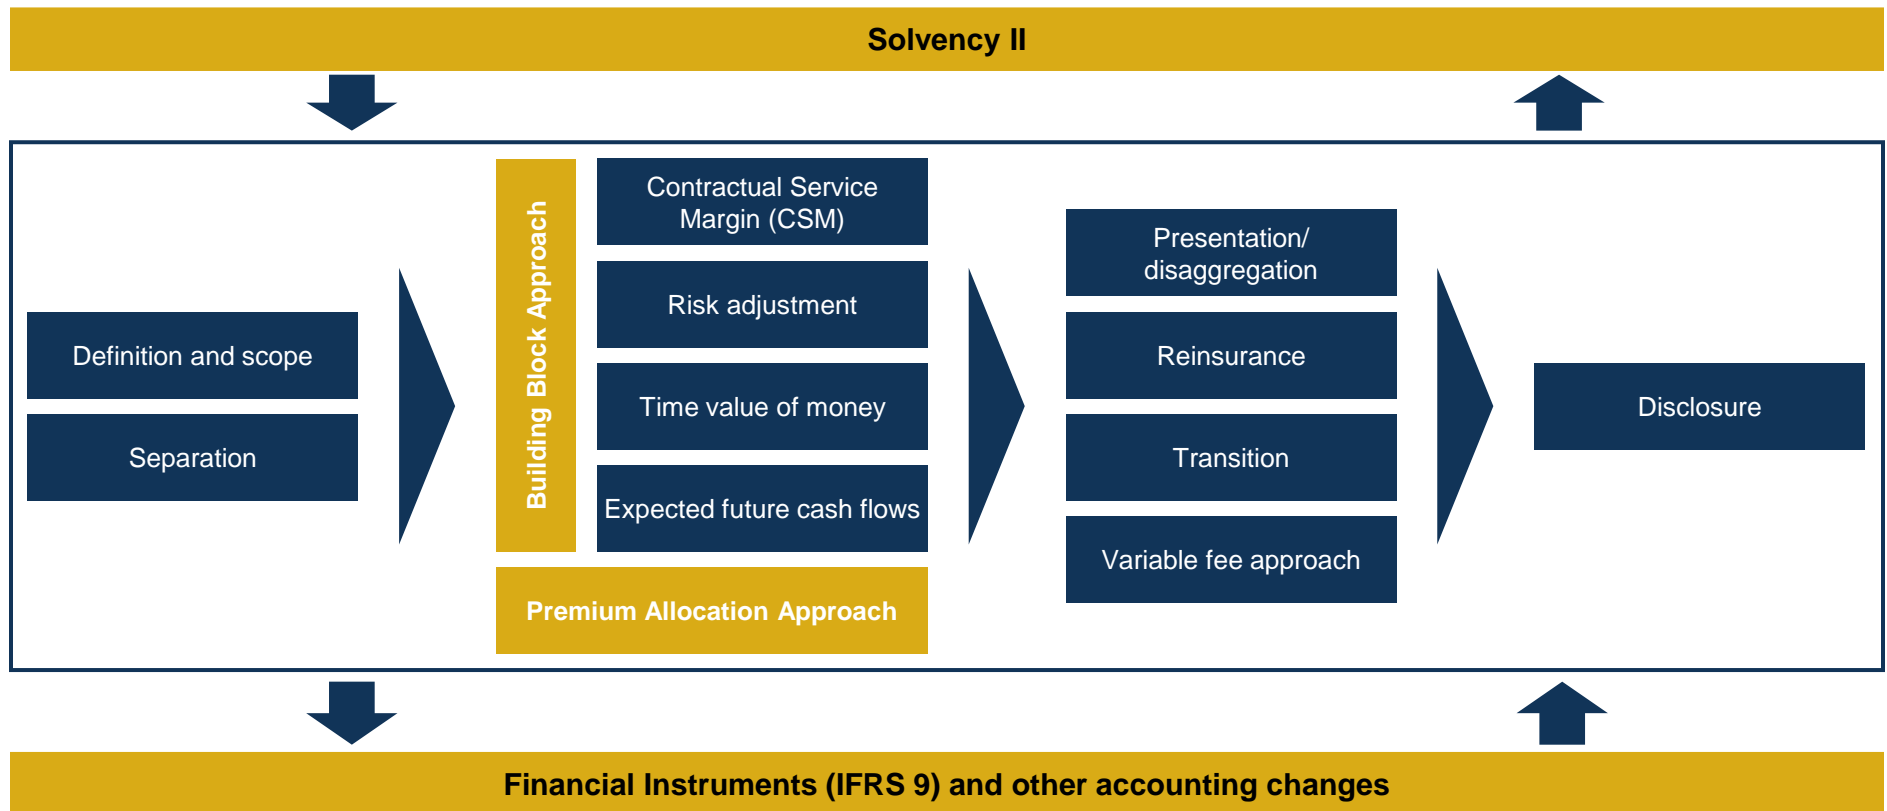 Solvency II
Definition and scope
Separation
Building Block Approach
Contractual Service
Margin (CSM)
Risk adjustment
Time value of money
Expected future cash flows
Premium Allocation Approach
Presentation/
disaggregation
Reinsurance
Transition
Variable fee approach
Disclosure
Financial Instruments (IFRS 9) and other accounting changes